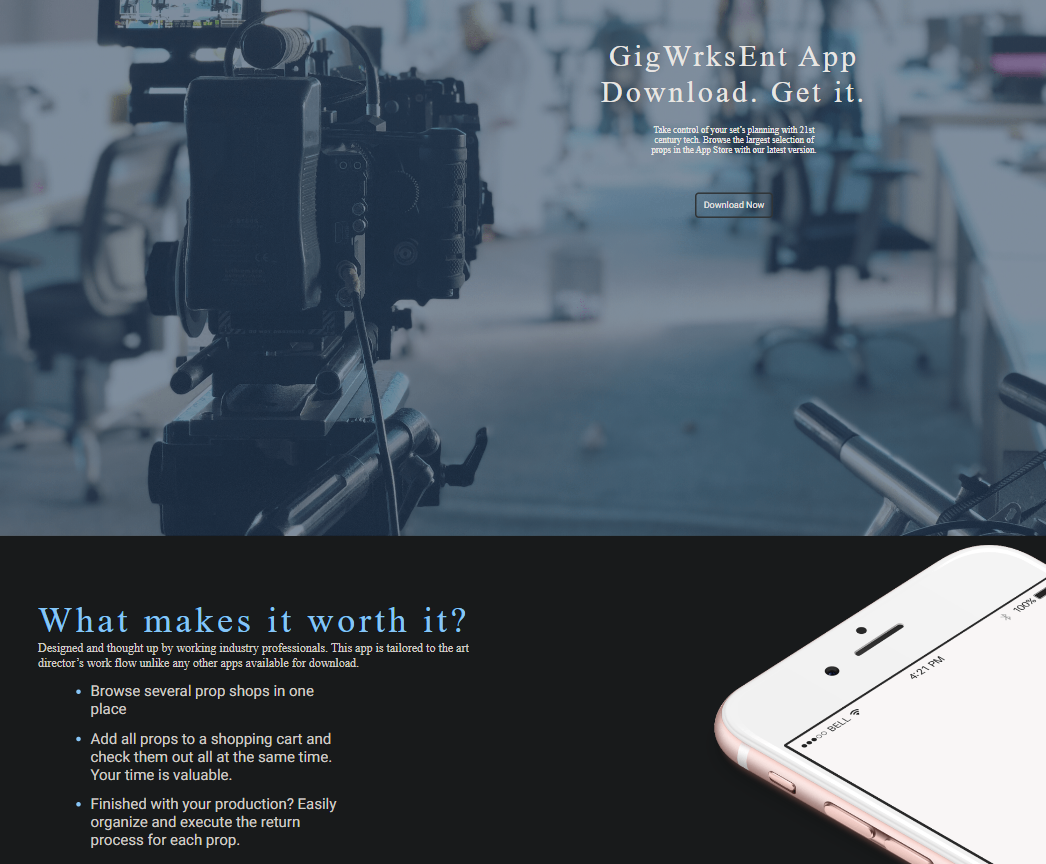 GigWrksEnt App
Download. Get it.
Take control of your set's planning with 21st
century tech. Browse the largest selection of
props in the App Store with our latest version.
Download Now
What makes it worth it?
Designed and thought up by working industry professionals. This app is tailored to the art
director's work flow unlike any other apps available for download.
• Browse several prop shops in one
place
• Add all props to a shopping cart and
check them out all at the same time.
Your time is valuable.
• Finished with your production? Easily
organize and execute the return
process for each prop.
BELL
4:21 PM
100%